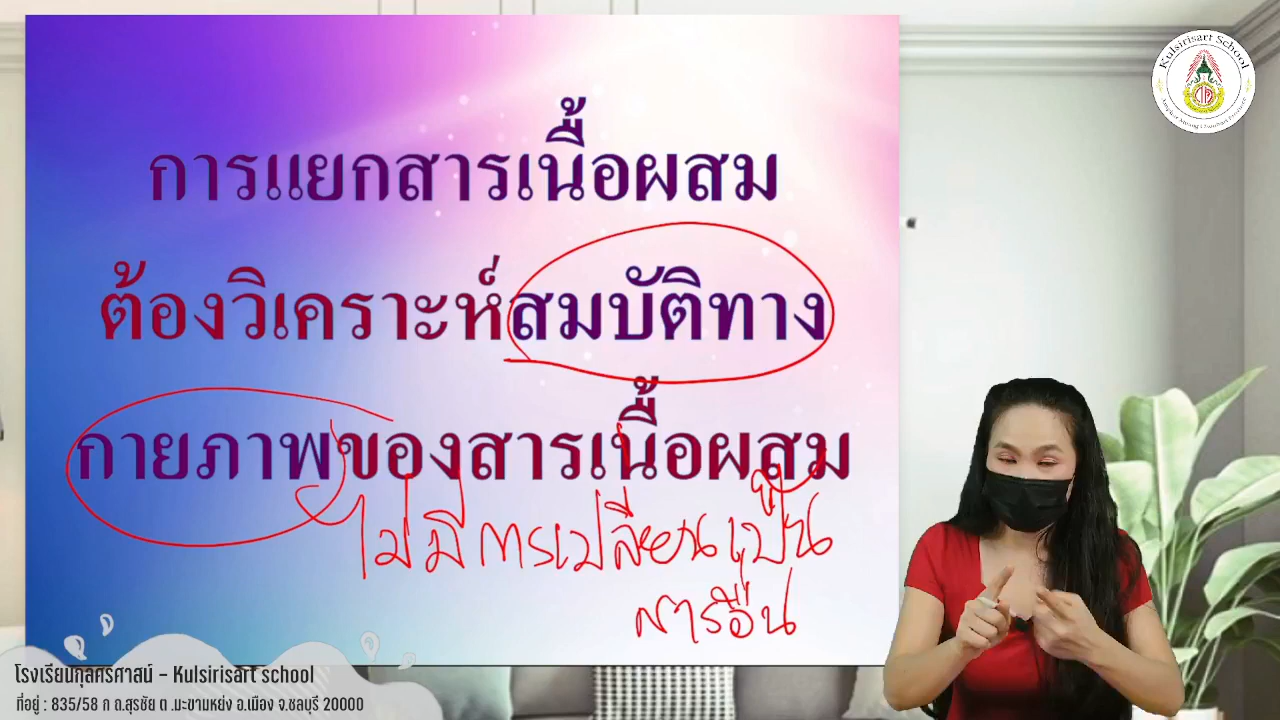 การแยกสารเนื้อผสม
ต้องวิเคราะห์สมบัติทาง
กายภาพของสารเนื้อผสม
ไม่มีการเปลี่ยนเป็น
สารอื่น
Kulsirisart School
โรงเรียนกุลศิริศาสน์ - Kulsirisart school
ที่อยู่ : 835/58 ก ถ.สุรชัย ต .มะขามหย่ง อ.เมือง จ.ชลบุรี 20000